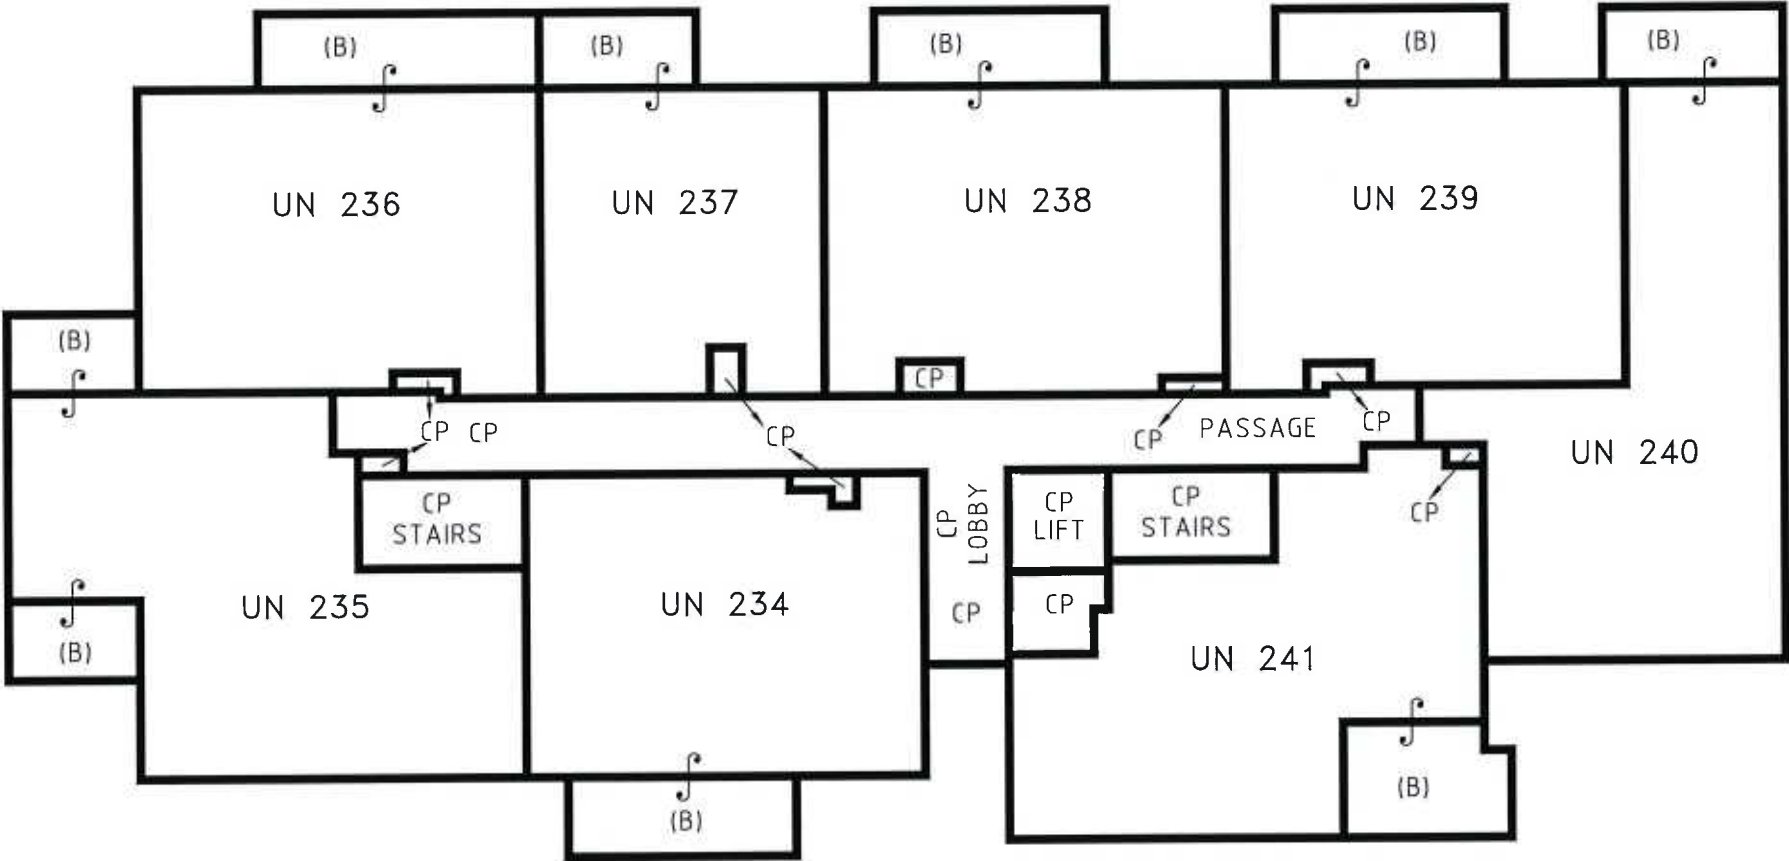 (B)
(B)
(B)
(B)
(B)
UN 236
UN 237
UN 238
UN 239
(B)
CP
CP
CP
CP
CP
PASSAGE
CP
CP
UN 240
CP
STAIRS
CP
LOBBY
CP
LIFT
CP
STAIRS
CP
UN 235
UN 234
CP
CP
(B)
UN 241
(B)
(B)